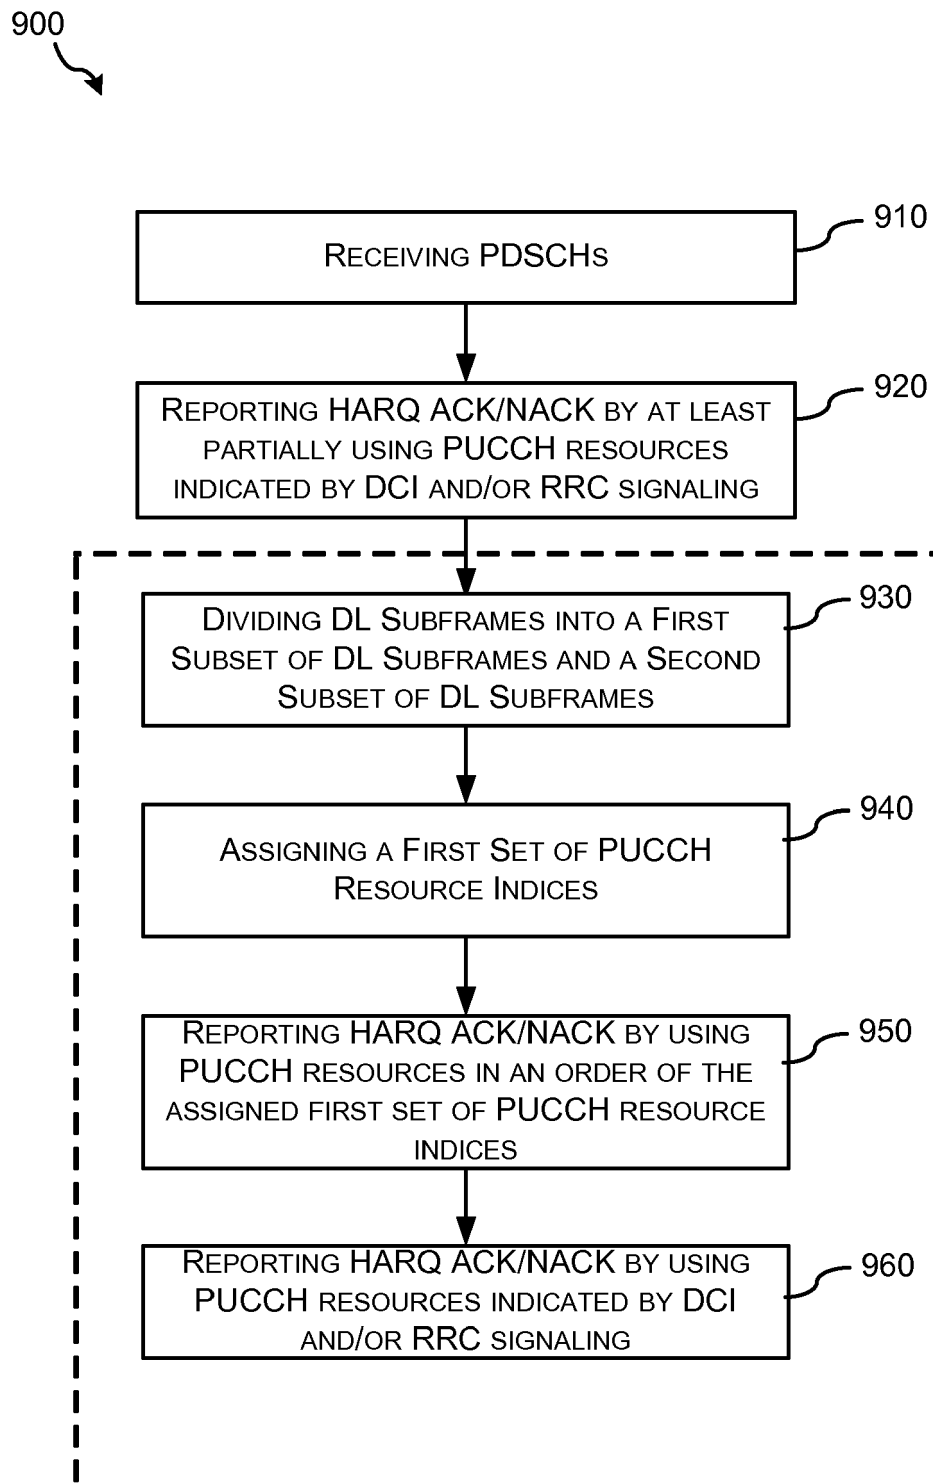 900
910
RECEIVING PDSCHS
920
REPORTING HARQ ACK/NACK BY AT LEAST
PARTIALLY USING PUCCH RESOURCES
INDICATED BY DCI AND/OR RRC SIGNALING
930
DIVIDING DL SUBFRAMES INTO A FIRST
SUBSET OF DL SUBFRAMES AND A SECOND
SUBSET OF DL SUBFRAMES
940
ASSIGNING A FIRST SET OF PUCCH
RESOURCE INDICES
950
REPORTING HARQ ACK/NACK BY USING
PUCCH RESOURCES IN AN ORDER OF THE
ASSIGNED FIRST SET OF PUCCH RESOURCE
INDICES
960
REPORTING HARQ ACK/NACK BY USING
PUCCH RESOURCES INDICATED BY DCI
AND/OR RRC SIGNALING